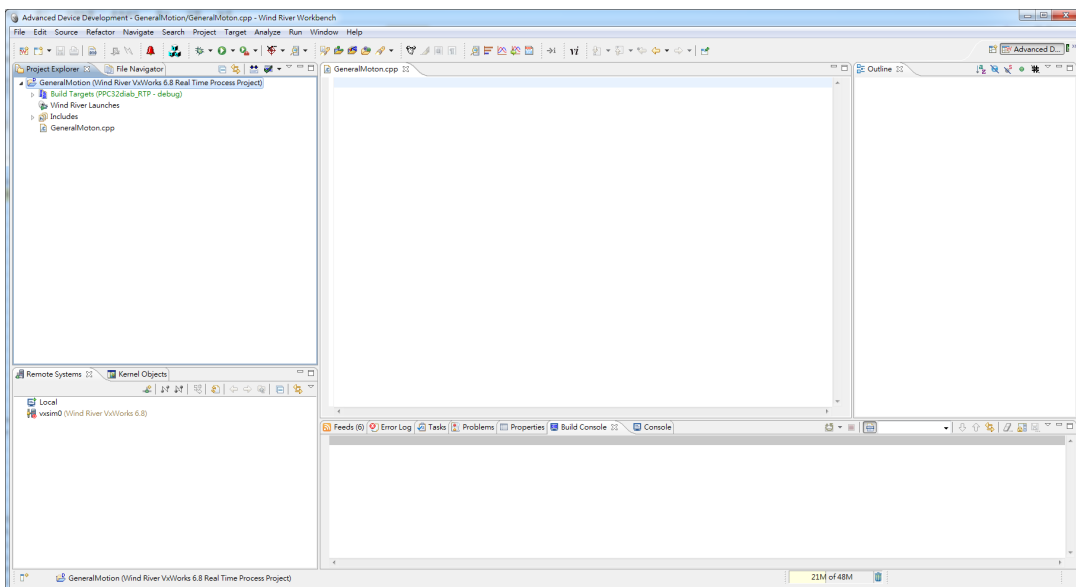 Advanced Device Development - GeneralMotion/GeneralMoton.cpp - Wind River Workbench
File Edit Source Refactor Navigate Search Project Target Analyze Run Window Help
Advanced D...
Project Explorer File Navigator
GeneralMotion (Wind River VxWorks 6.8 Real Time Process Project)
Build Targets (PPC32diab_RTP - debug)
Wind River Launches
Includes
GeneralMoton.cpp
GeneralMoton.cpp
Outline
Remote Systems Kernel Objects
Local
vxsim0 (Wind River VxWorks 6.8)
Feeds (6) Error Log Tasks Problems Properties Build Console Console
GeneralMotion (Wind River VxWorks 6.8 Real Time Process Project)
21M of 48M